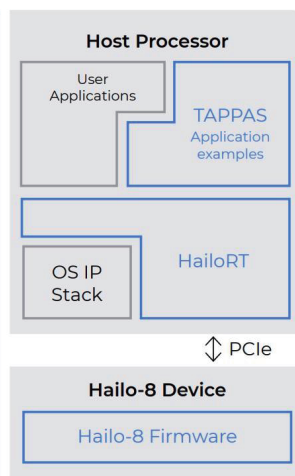 Host Processor
User
Applications
TAPPAS
Application
examples
HailoRT
OS IP
Stack
PCIe
Hailo-8 Device
Hailo-8 Firmware